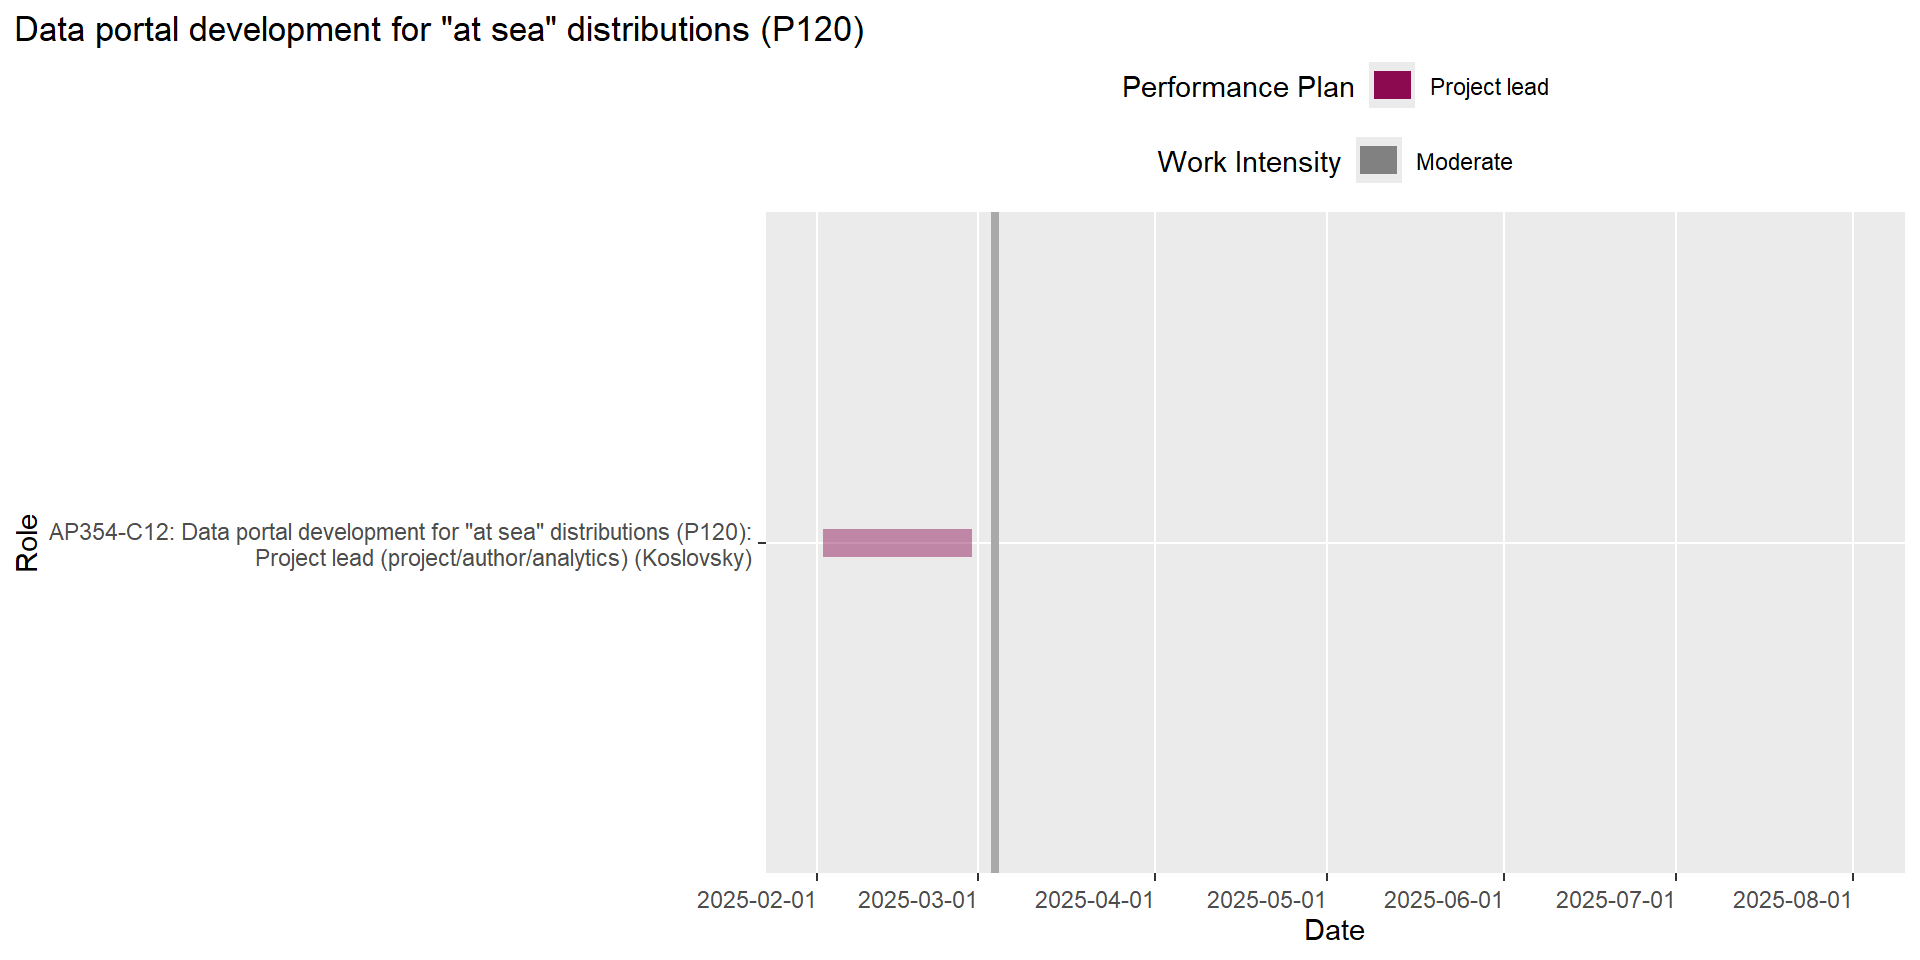 Data portal development for "at sea" distributions (P120)
Performance Plan
Project lead
Work Intensity
Moderate
Role
AP354-C12: Data portal development for "at sea" distributions (P120):
Project lead (project/author/analytics) (Koslovsky)
2025-02-01
2025-03-01
2025-04-01
2025-05-01
2025-06-01
2025-07-01
2025-08-01
Date